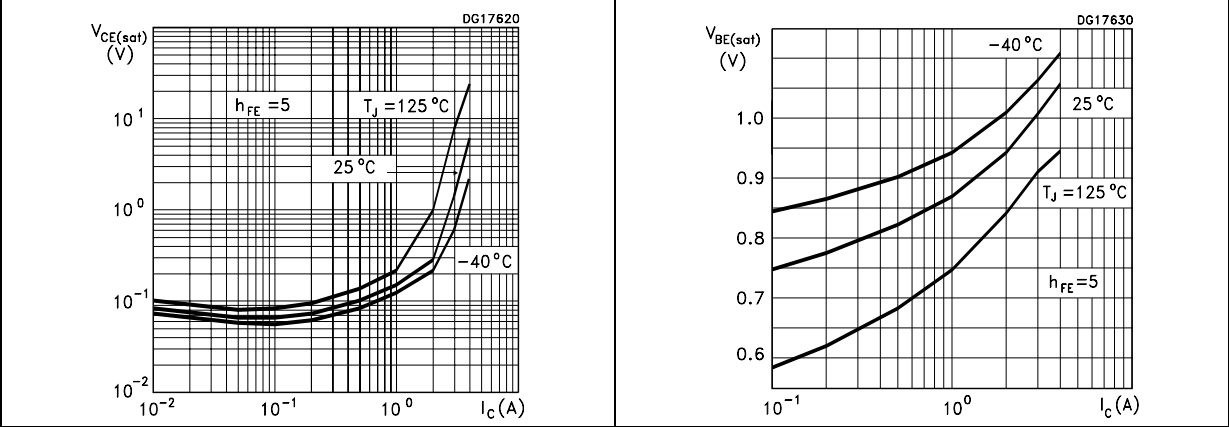 DG17620
V_CE(sat)
(V)
h_FE =5
T_J =125 °C
10^1
25 °C
10^0
-40 °C
10^-1
10^-2
10^-2
10^-1
10^0
I_C (A)
DG17630
V_BE(sat)
(V)
-40 °C
25 °C
1.0
0.9
T_J =125 °C
0.8
h_FE =5
0.7
0.6
10^-1
10^0
I_C (A)